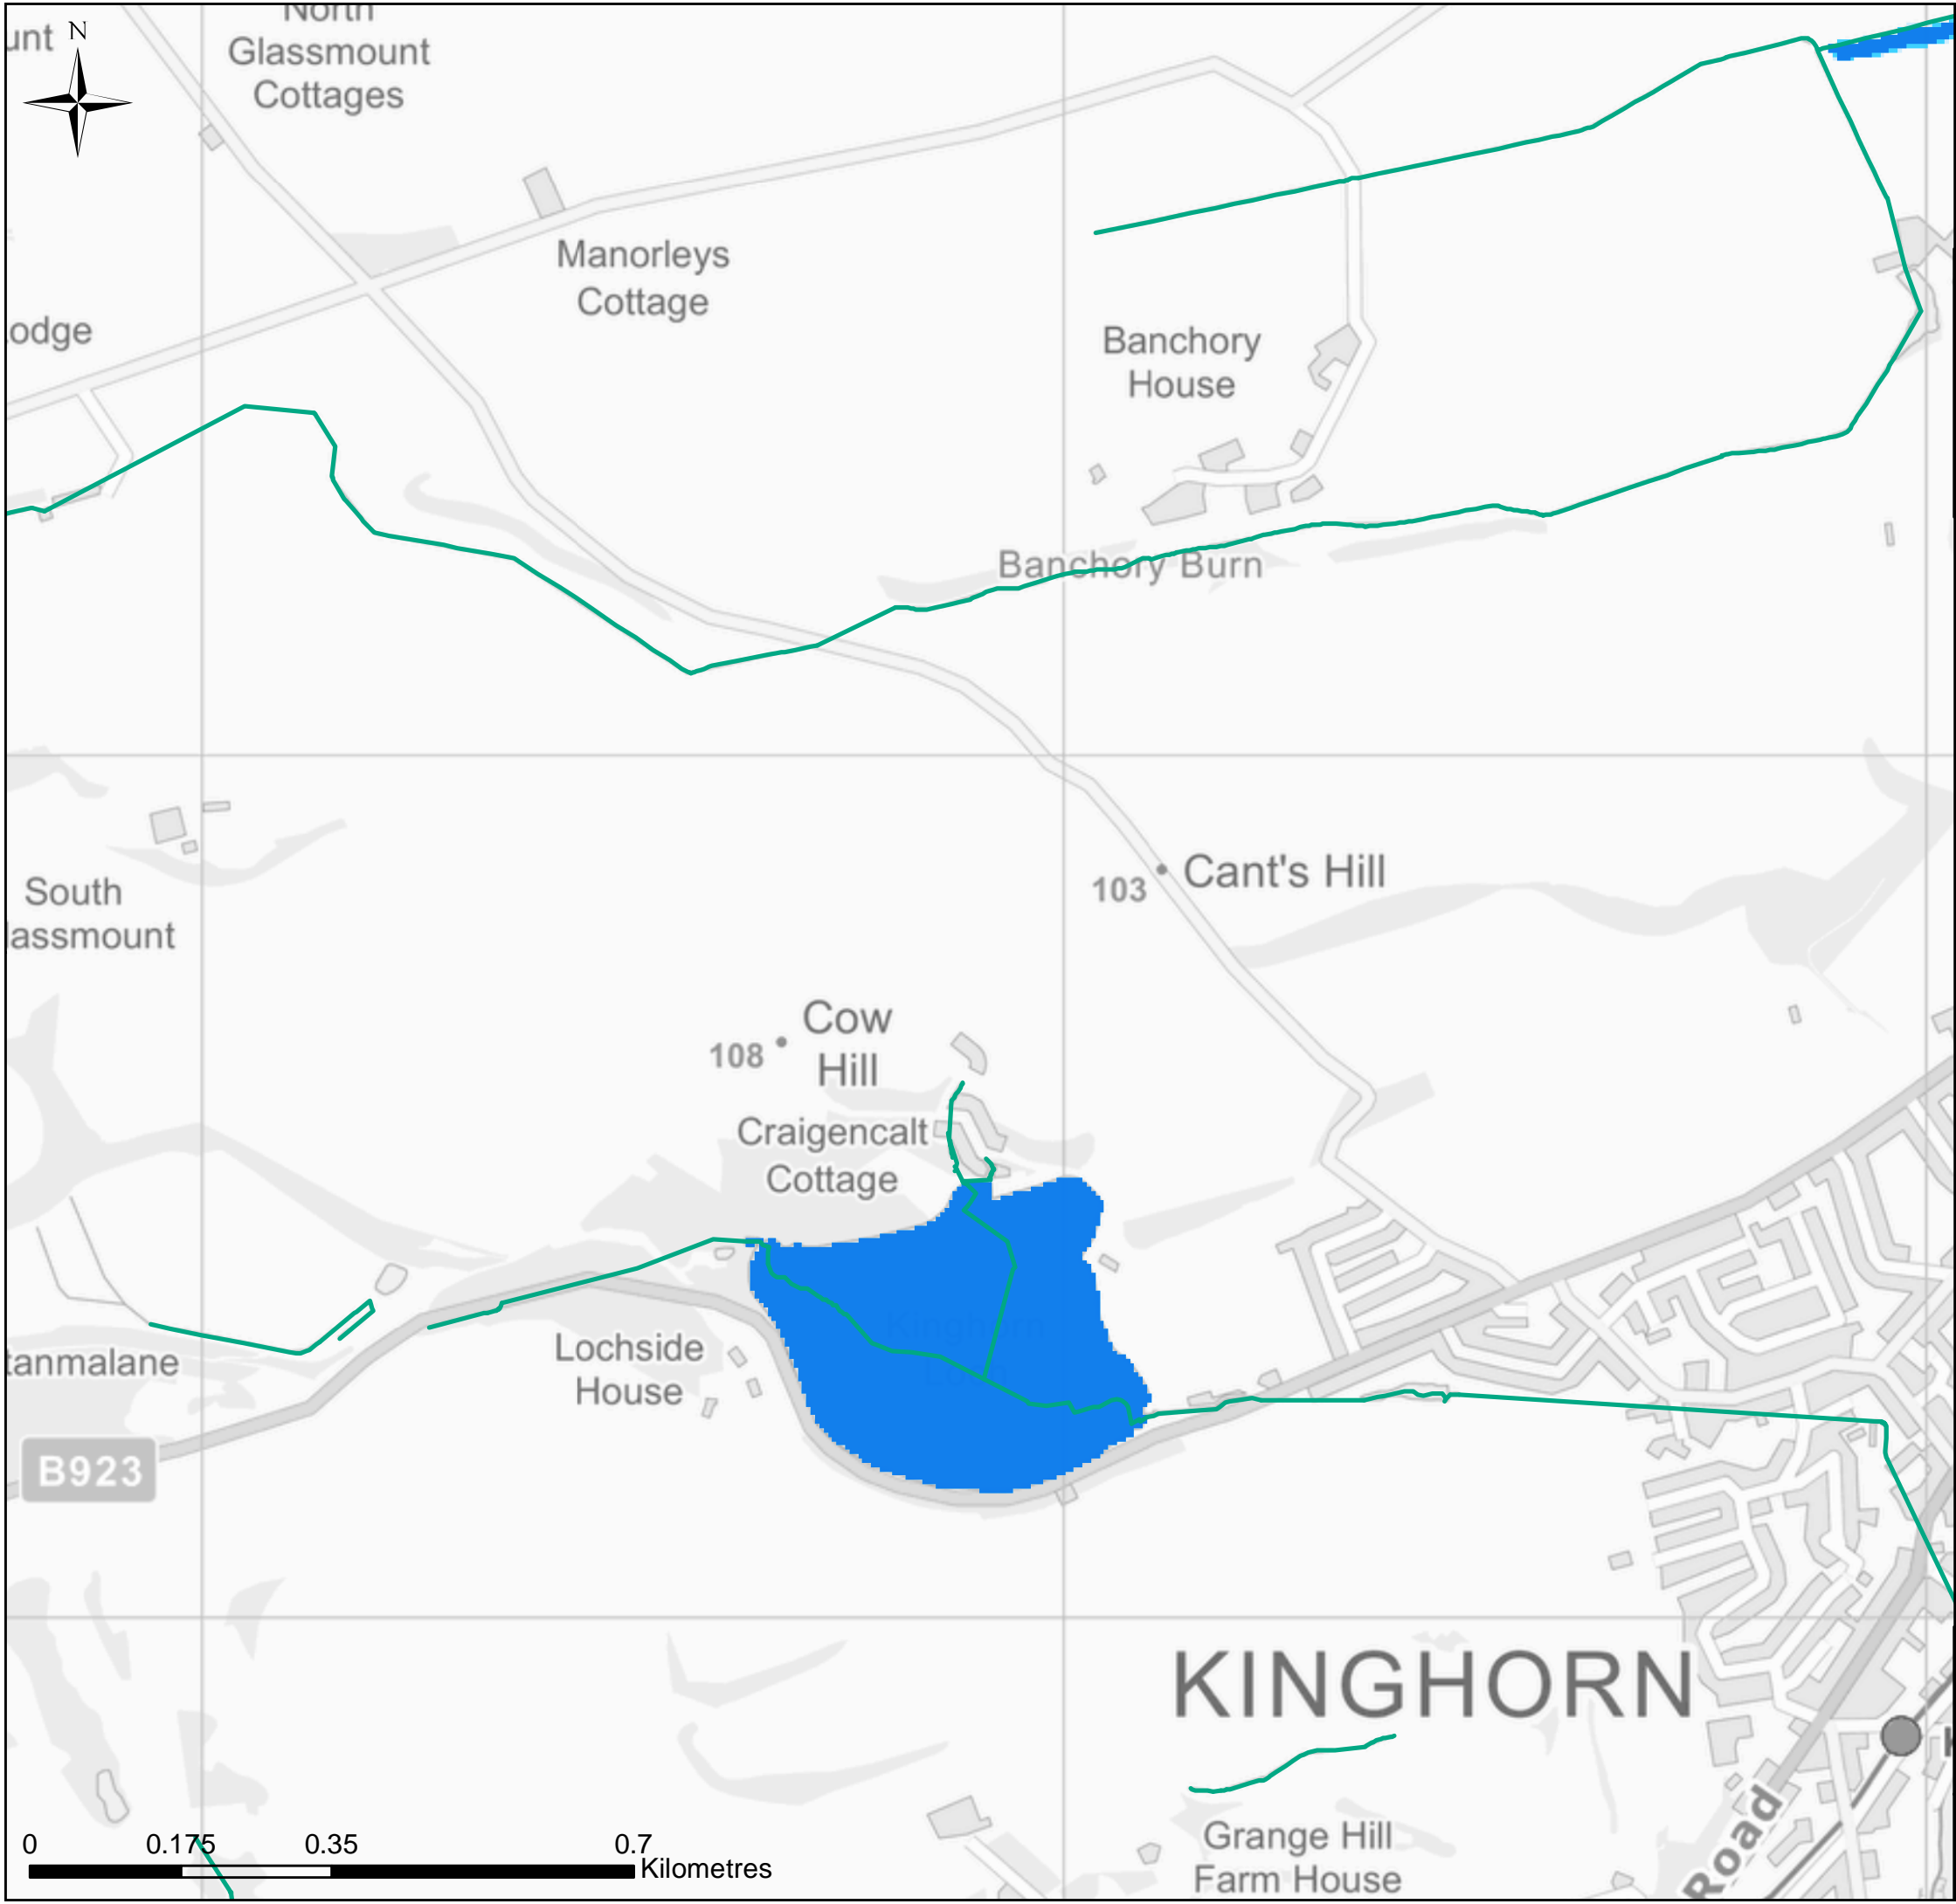 North
Glassmount
Cottages
unt
N
Manorleys
Cottage
odge
Banchory
House
Banchory Burn
Cant's Hill
103
South
lassmount
Cow
Hill
108
Craigencalt
Cottage
Kinghorn
Loch
Lochside
House
tanmalane
B923
KINGHORN
K
Road
Grange Hill
Farm House
0
0.175
0.35
0.7
Kilometres